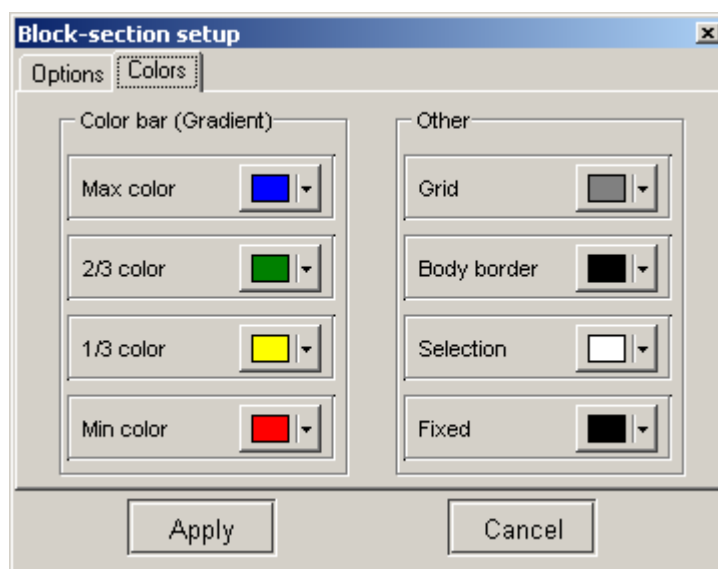 Block-section setup
Options Colors
Color bar (Gradient)
Max color
2/3 color
1/3 color
Min color
Other
Grid
Body border
Selection
Fixed
Apply Cancel